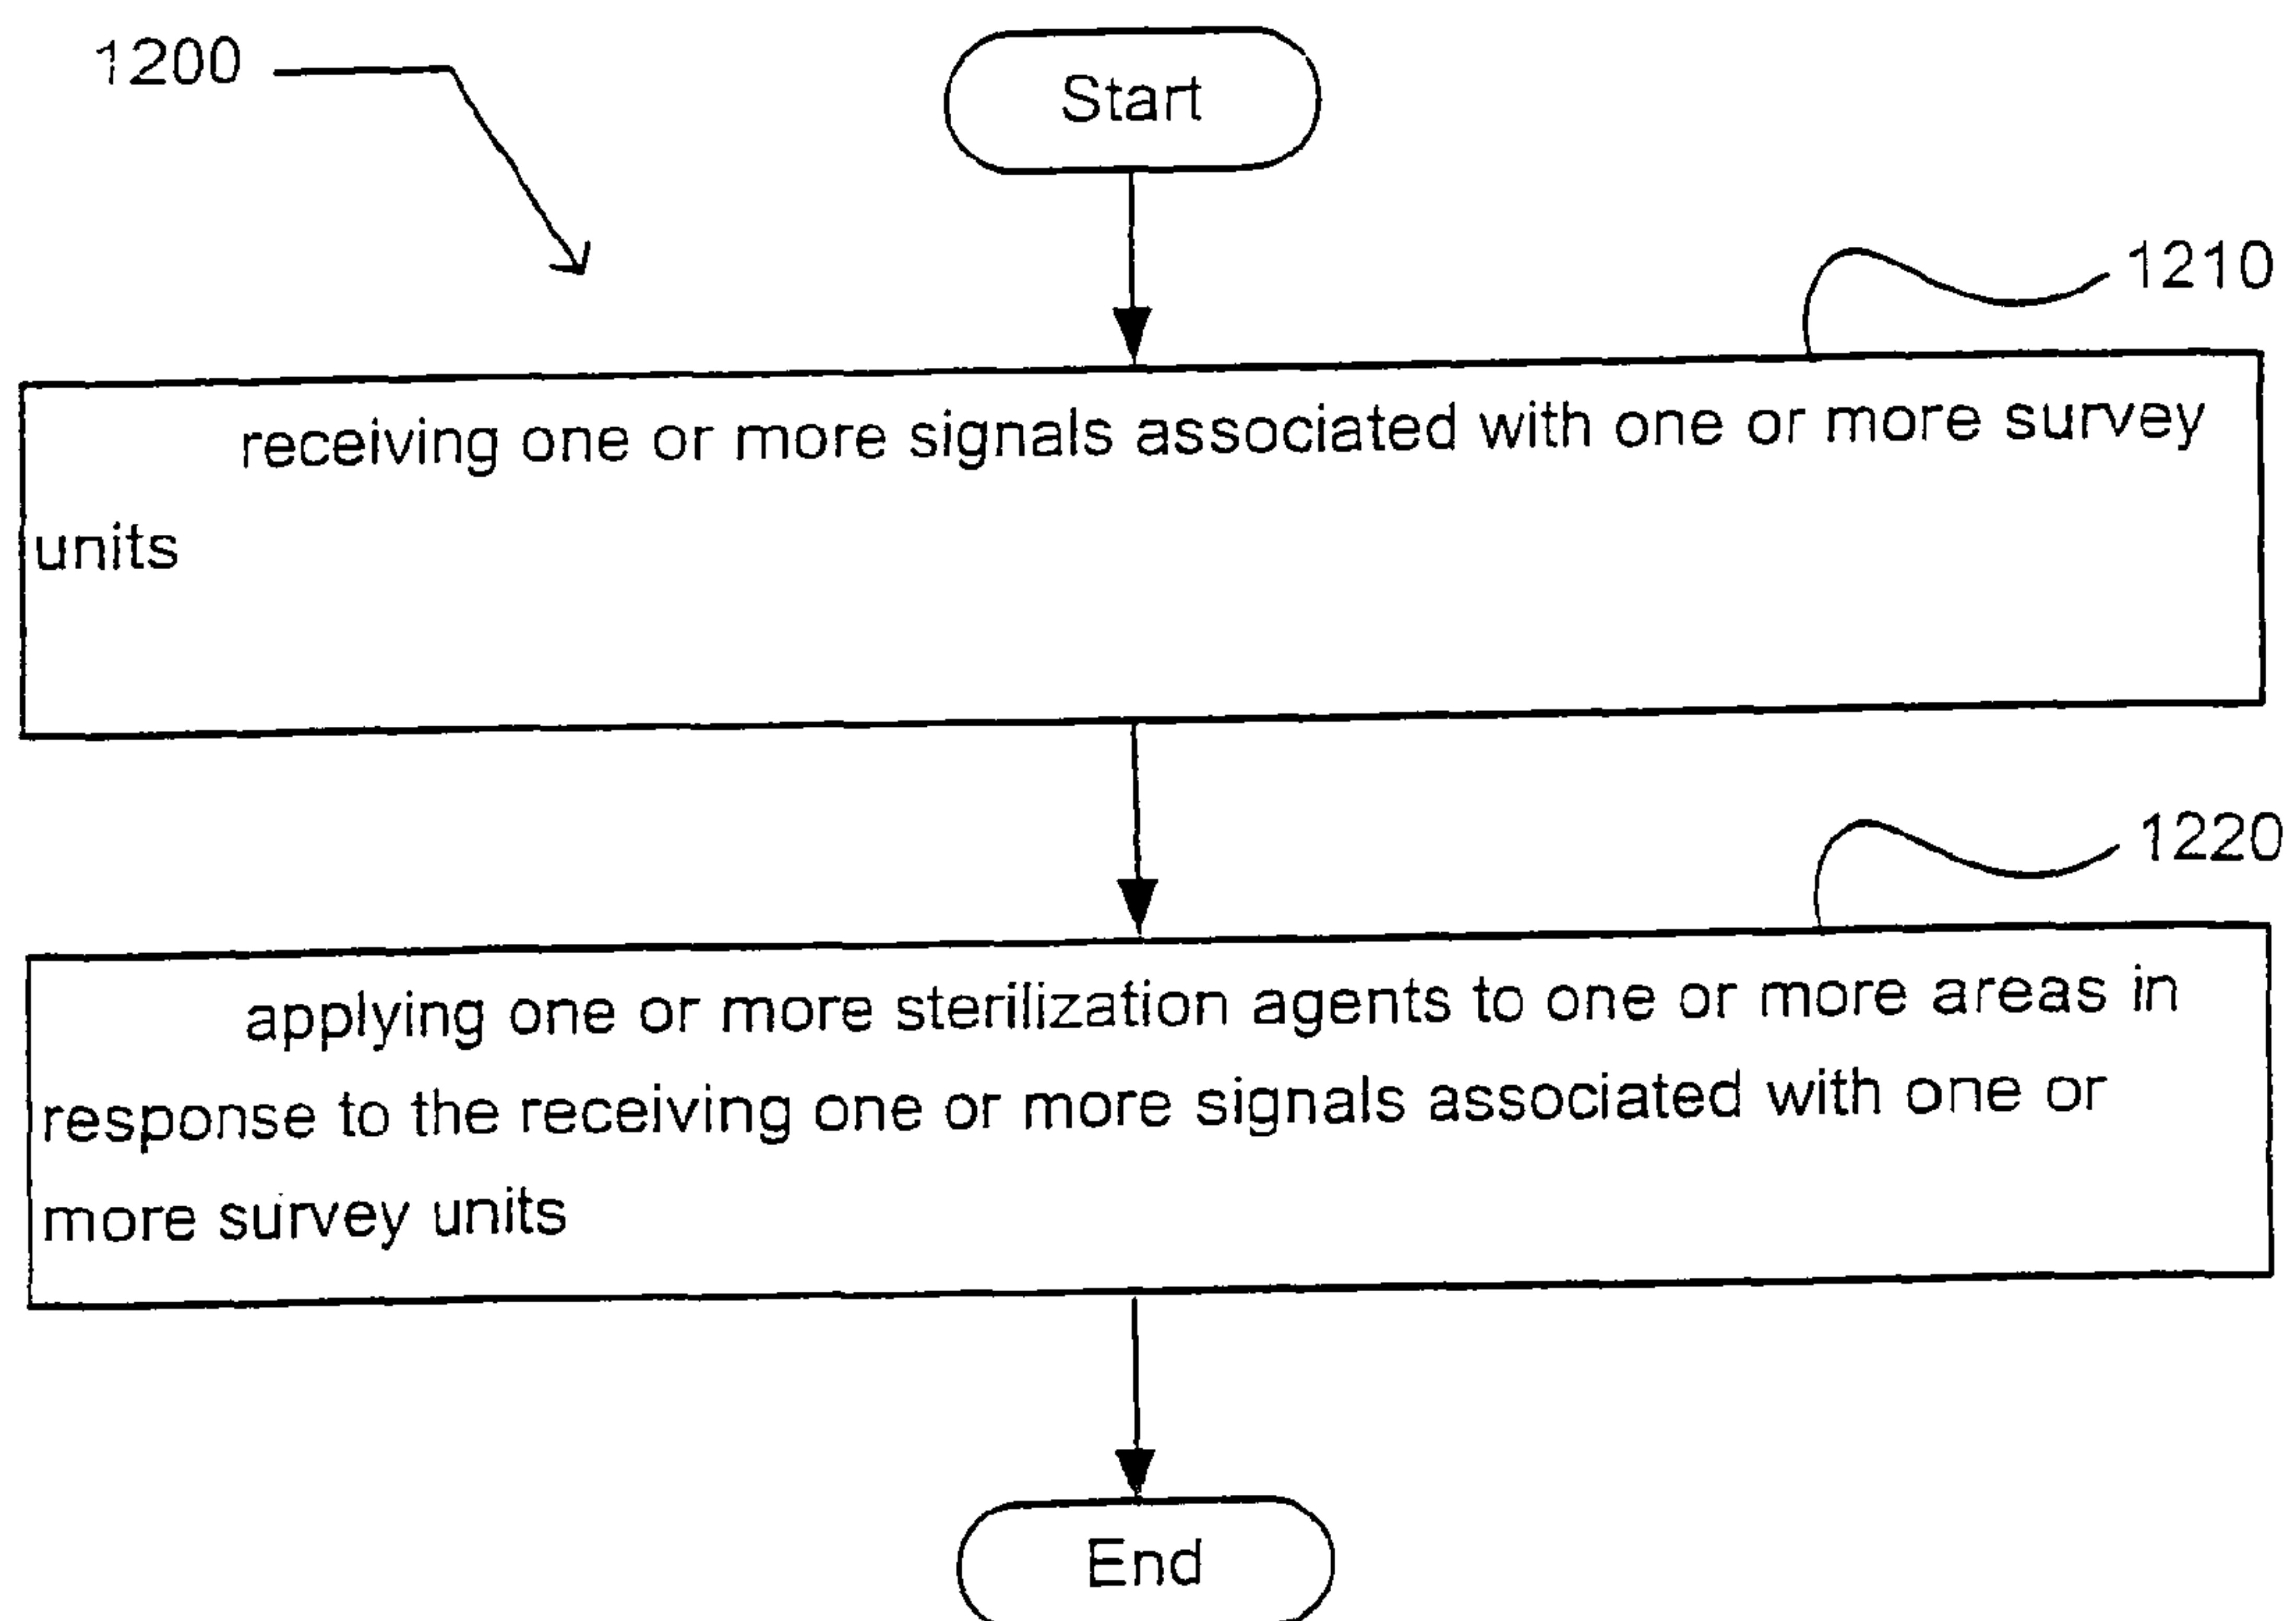 1200
Start
1210
receiving one or more signals associated with one or more survey
units
1220
applying one or more sterilization agents to one or more areas in
response to the receiving one or more signals associated with one or
more survey units
End